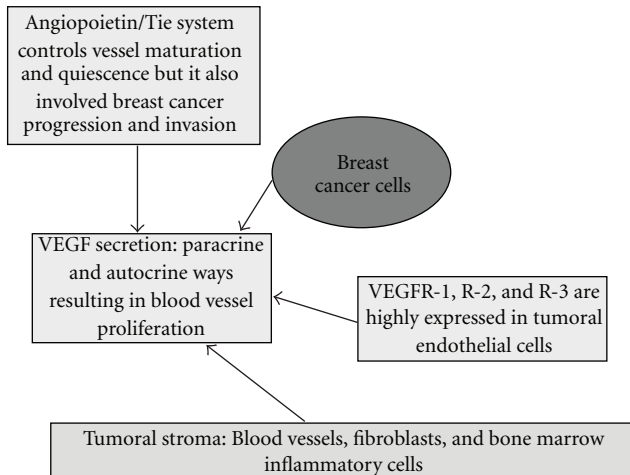 Angiopoietin/Tie system
controls vessel maturation
and quiescence but it also
involved breast cancer
progression and invasion
Breast
cancer cells
VEGF secretion: paracrine
and autocrine ways
resulting in blood vessel
proliferation
VEGFR-1, R-2, and R-3 are
highly expressed in tumoral
endothelial cells
Tumoral stroma: Blood vessels, fibroblasts, and bone marrow
inflammatory cells